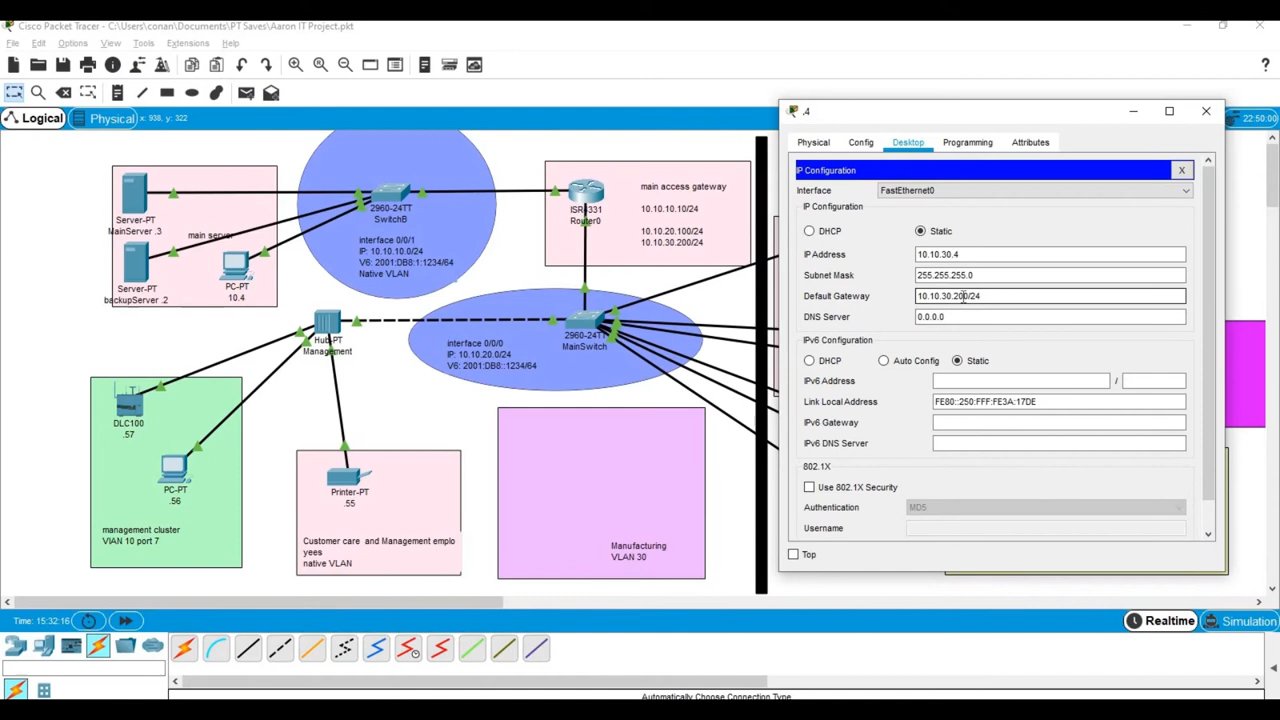 Cisco Packet Tracer - C:\Users\conan\Documents\PT Saves\Aaron IT Project.pkt
File Edit Options View Tools Extensions Help
?
Logical
Physical
x: 938, y: 322
22:50:00
Server-PT
MainServer .3
main server
Server-PT
backupServer .2
PC-PT
10.4
2960-24TT
SwitchB
interface 0/0/1
IP: 10.10.10.0/24
V6: 2001:DB8:1:1234/64
Native VLAN
Router0
main access gateway
10.10.10.10/24
10.10.20.100/24
10.10.30.200/24
Hub-PT
Management
interface 0/0/0
IP: 10.10.20.0/24
V6: 2001:DB8::1234/64
2960-24TT
MainSwitch
DLC100
.57
PC-PT
.56
management cluster
VlAN 10 port 7
Printer-PT
.55
Customer care and Management emplo
yees
native VLAN
Manufacturing
VLAN 30
.4
Physical Config Desktop Programming Attributes
IP Configuration
X
Interface FastEthernet0
IP Configuration
DHCP Static
IP Address 10.10.30.4
Subnet Mask 255.255.255.0
Default Gateway 10.10.30.200/24
DNS Server 0.0.0.0
IPv6 Configuration
DHCP Auto Config Static
IPv6 Address /
Link Local Address FE80::250:FFF:FE3A:17DE
IPv6 Gateway
IPv6 DNS Server
802.1X
Use 802.1X Security
Authentication MD5
Username
Top
Time: 15:32:16
Realtime
Simulation
Automatically Choose Connection Type